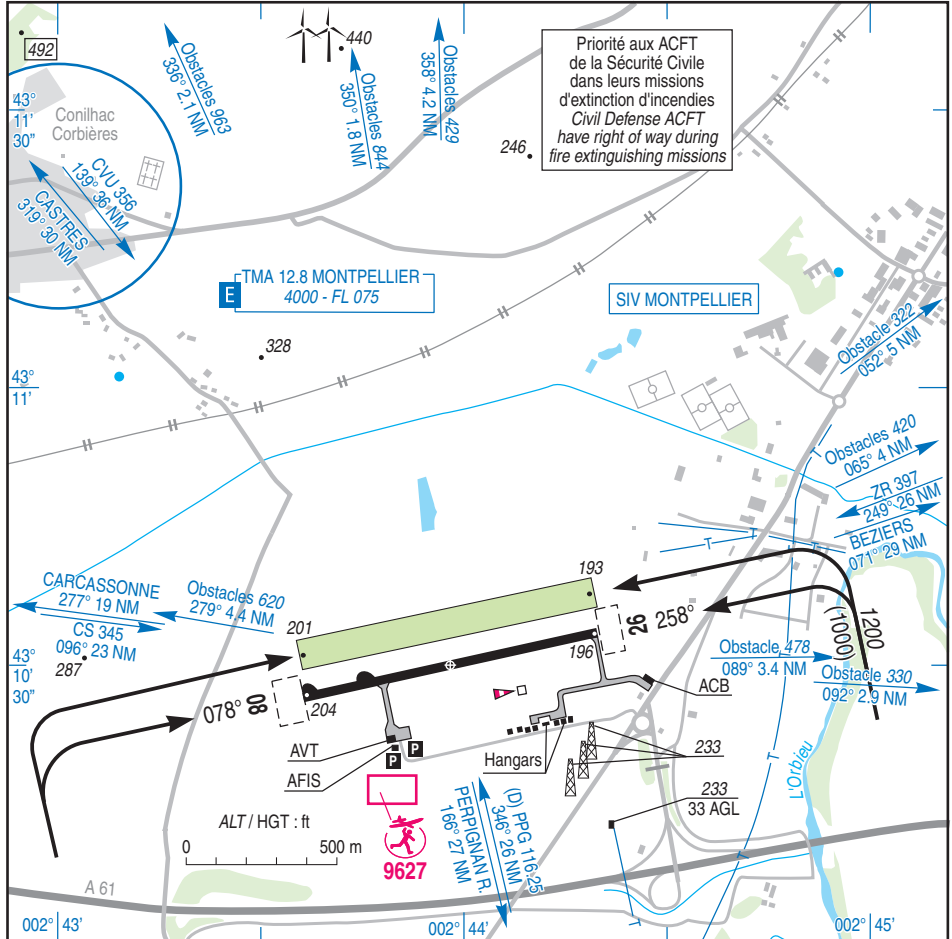 492
Obstacles 963
336° 2.1 NM
440
Obstacles 844
350° 1.8 NM
Obstacles 429
358° 4.2 NM
Priorité aux ACFT
de la Sécurité Civile
dans leurs missions
d'extinction d'incendies
Civil Defense ACFT
have right of way during
fire extinguishing missions
43°
11'
30"
Conilhac
Corbières
246
CVU 356
139° 36 NM
CASTRES
319° 30 NM
E
TMA 12.8 MONTPELLIER
4000 - FL 075
SIV MONTPELLIER
328
Obstacle 322
052° 5 NM
43°
11'
Obstacles 420
065° 4 NM
ZR 397
249° 26 NM
BEZIERS
071° 29 NM
T
T
T
T
193
CARCASSONNE
277° 19 NM
Obstacles 620
279° 4.4 NM
CS 345
096° 23 NM
201
26
258°
1200
(1000)
196
43°
10'
30"
287
Obstacle 478
089° 3.4 NM
Obstacle 330
092° 2.9 NM
078°
08
204
ACB
AVT
P
P
AFIS
Hangars
233
233
33 AGL
L'Orbieu
ALT / HGT : ft
0
500 m
9627
(D) PPG 116.25
346° 26 NM
PERPIGNAN R.
166° 27 NM
T
T
T
A 61
002° 43'
002° 44'
002° 45'